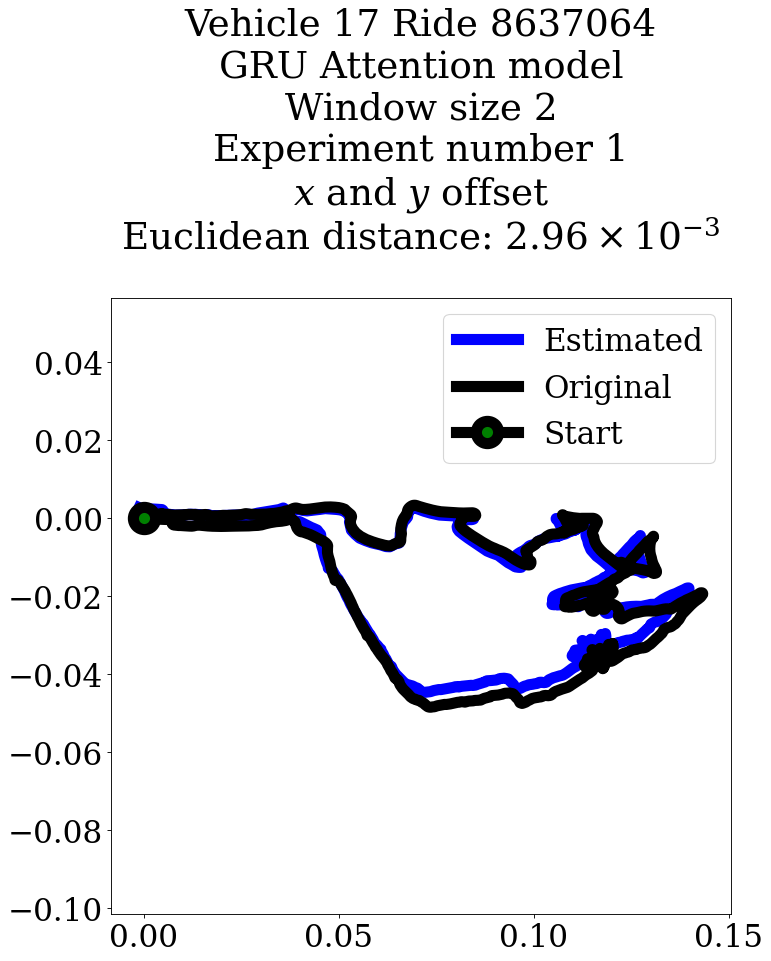 Vehicle 17 Ride 8637064
GRU Attention model
Window size 2
Experiment number 1
x and y offset
Euclidean distance: 2.96 × 10⁻³
Estimated
Original
Start
0.04
0.02
0.00
−0.02
−0.04
−0.06
−0.08
−0.10
0.00 0.05 0.10 0.15